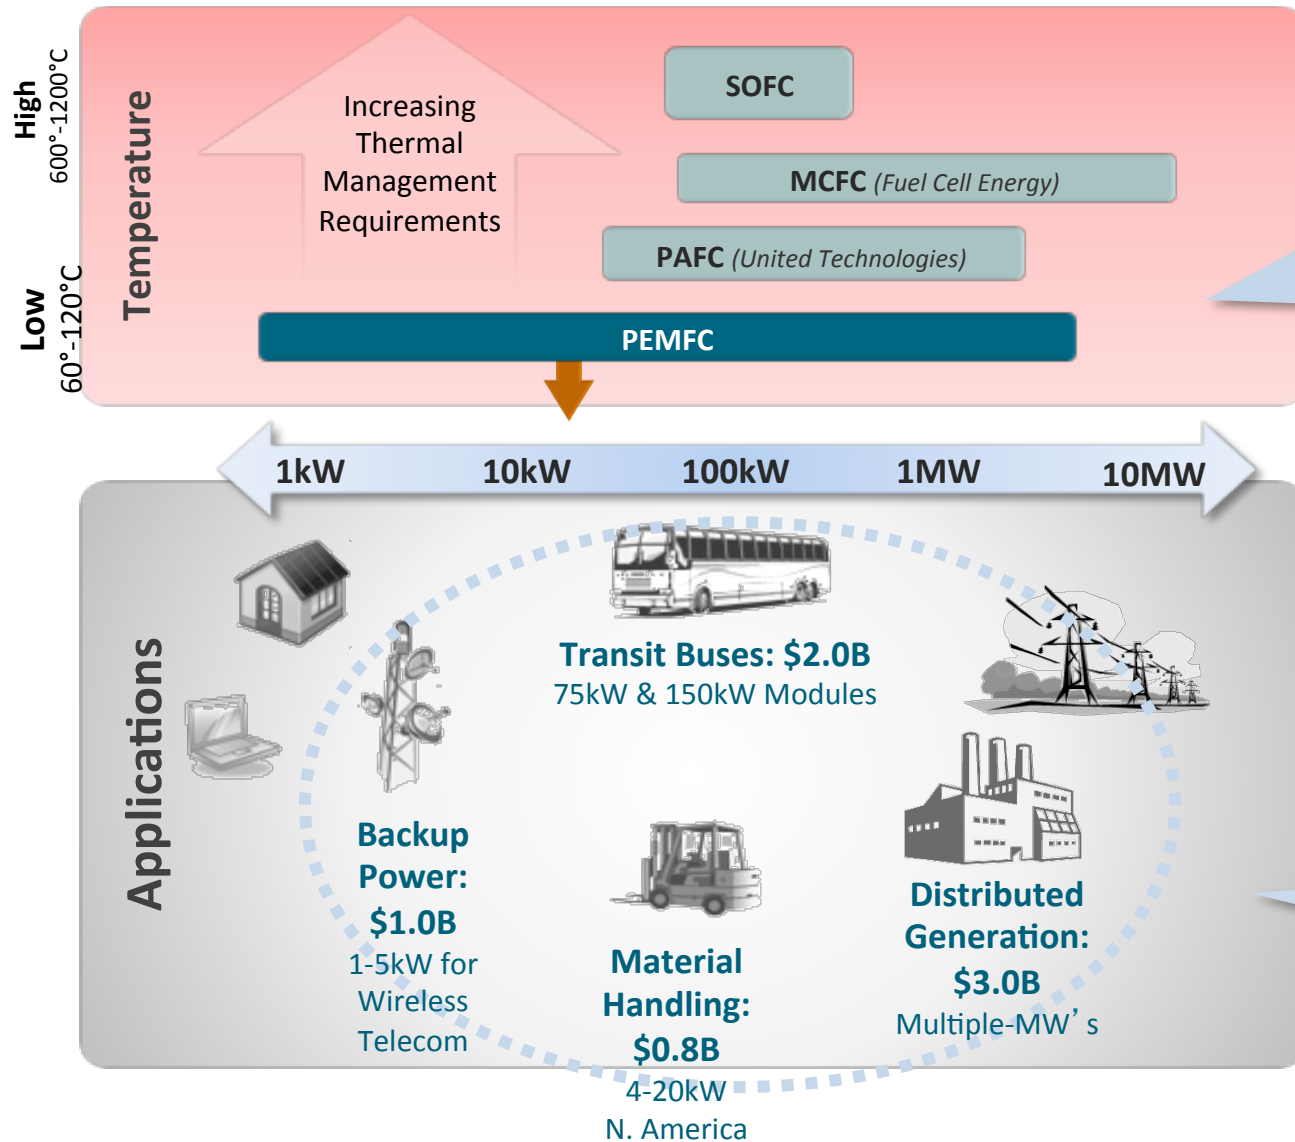 High
600°-1200°C
Low
60°-120°C
Temperature
Increasing
Thermal
Management
Requirements
SOFC
MCFC (Fuel Cell Energy)
PAFC (United Technologies)
PEMFC
1kW 10kW 100kW 1MW 10MW
Applications
Transit Buses: $2.0B
75kW & 150kW Modules
Backup
Power:
$1.0B
1-5kW for
Wireless
Telecom
Material
Handling:
$0.8B
4-20kW
N. America
Distributed
Generation:
$3.0B
Multiple-MW’s